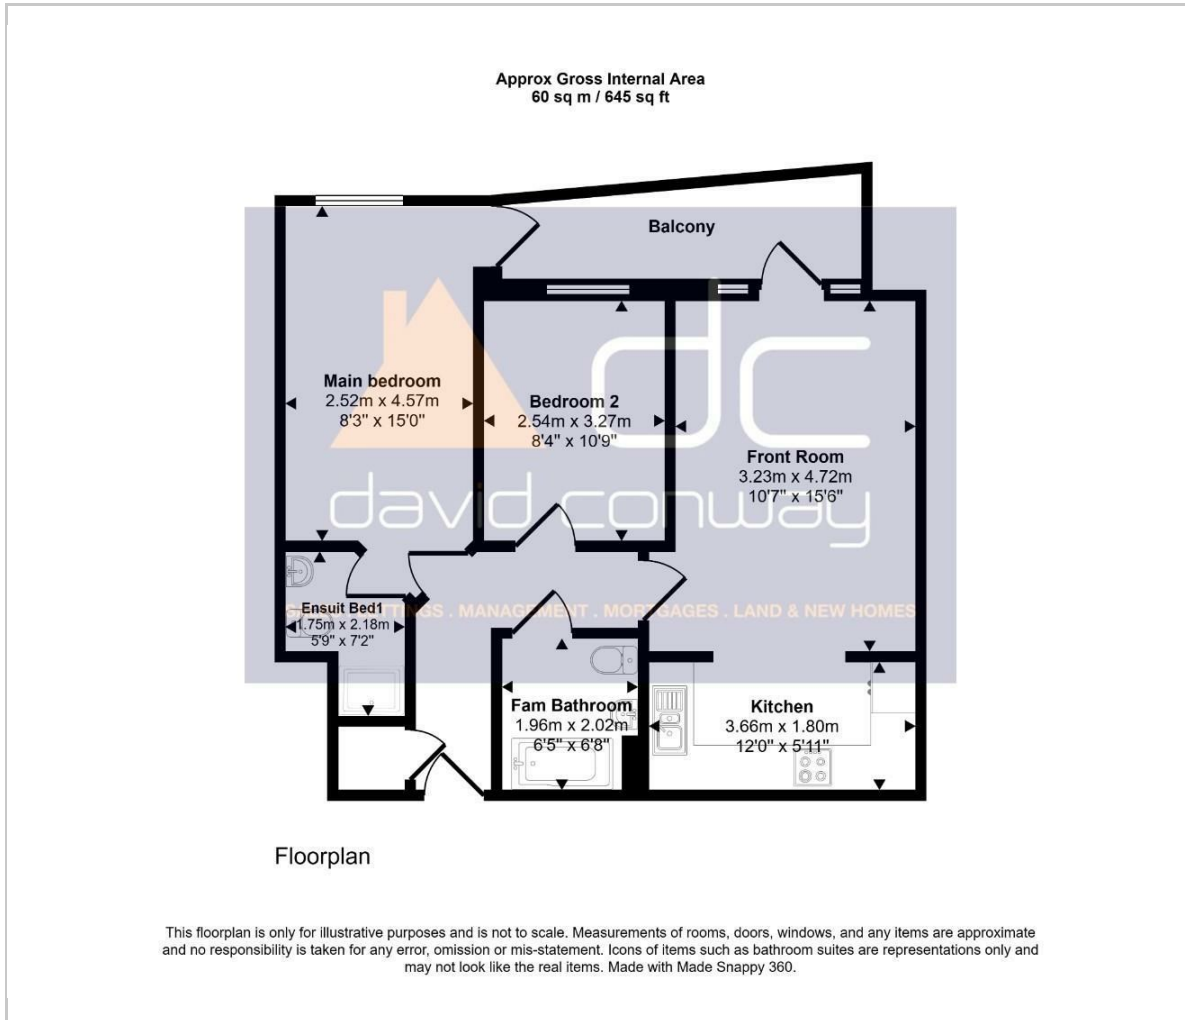 Approx Gross Internal Area
60 sq m / 645 sq ft
Balcony
Main bedroom
2.52m x 4.57m
8'3" x 15'0"
Bedroom 2
2.54m x 3.27m
8'4" x 10'9"
Front Room
3.23m x 4.72m
10'7" x 15'6"
dc
david conway
MANAGEMENT . MORTGAGES . LAND & NEW HOMES
Ensuit Bed1
1.75m x 2.18m
5'9" x 7'2"
Fam Bathroom
1.96m x 2.02m
6'5" x 6'8"
Kitchen
3.66m x 1.80m
12'0" x 5'11"
Floorplan
This floorplan is only for illustrative purposes and is not to scale. Measurements of rooms, doors, windows, and any items are approximate
and no responsibility is taken for any error, omission or mis-statement. Icons of items such as bathroom suites are representations only and
may not look like the real items. Made with Made Snappy 360.